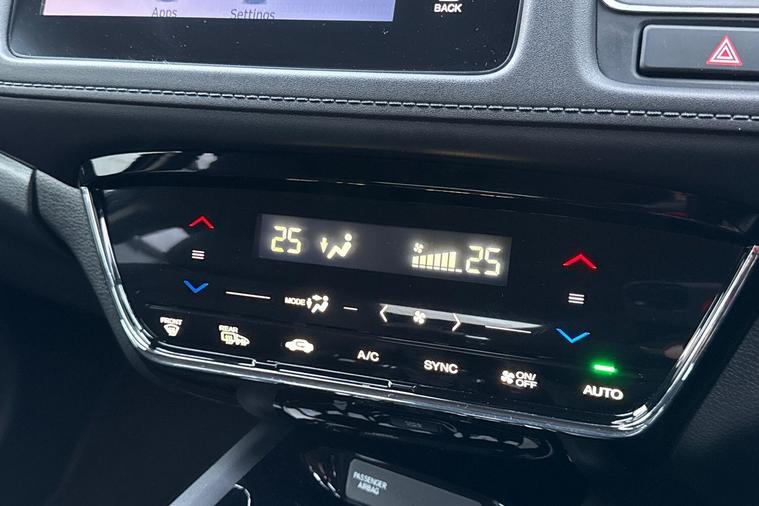 Apps
Settings
BACK
25
25
MODE
FRONT
REAR
A/C
SYNC
ON/
OFF
AUTO
PASSENGER
AIRBAG